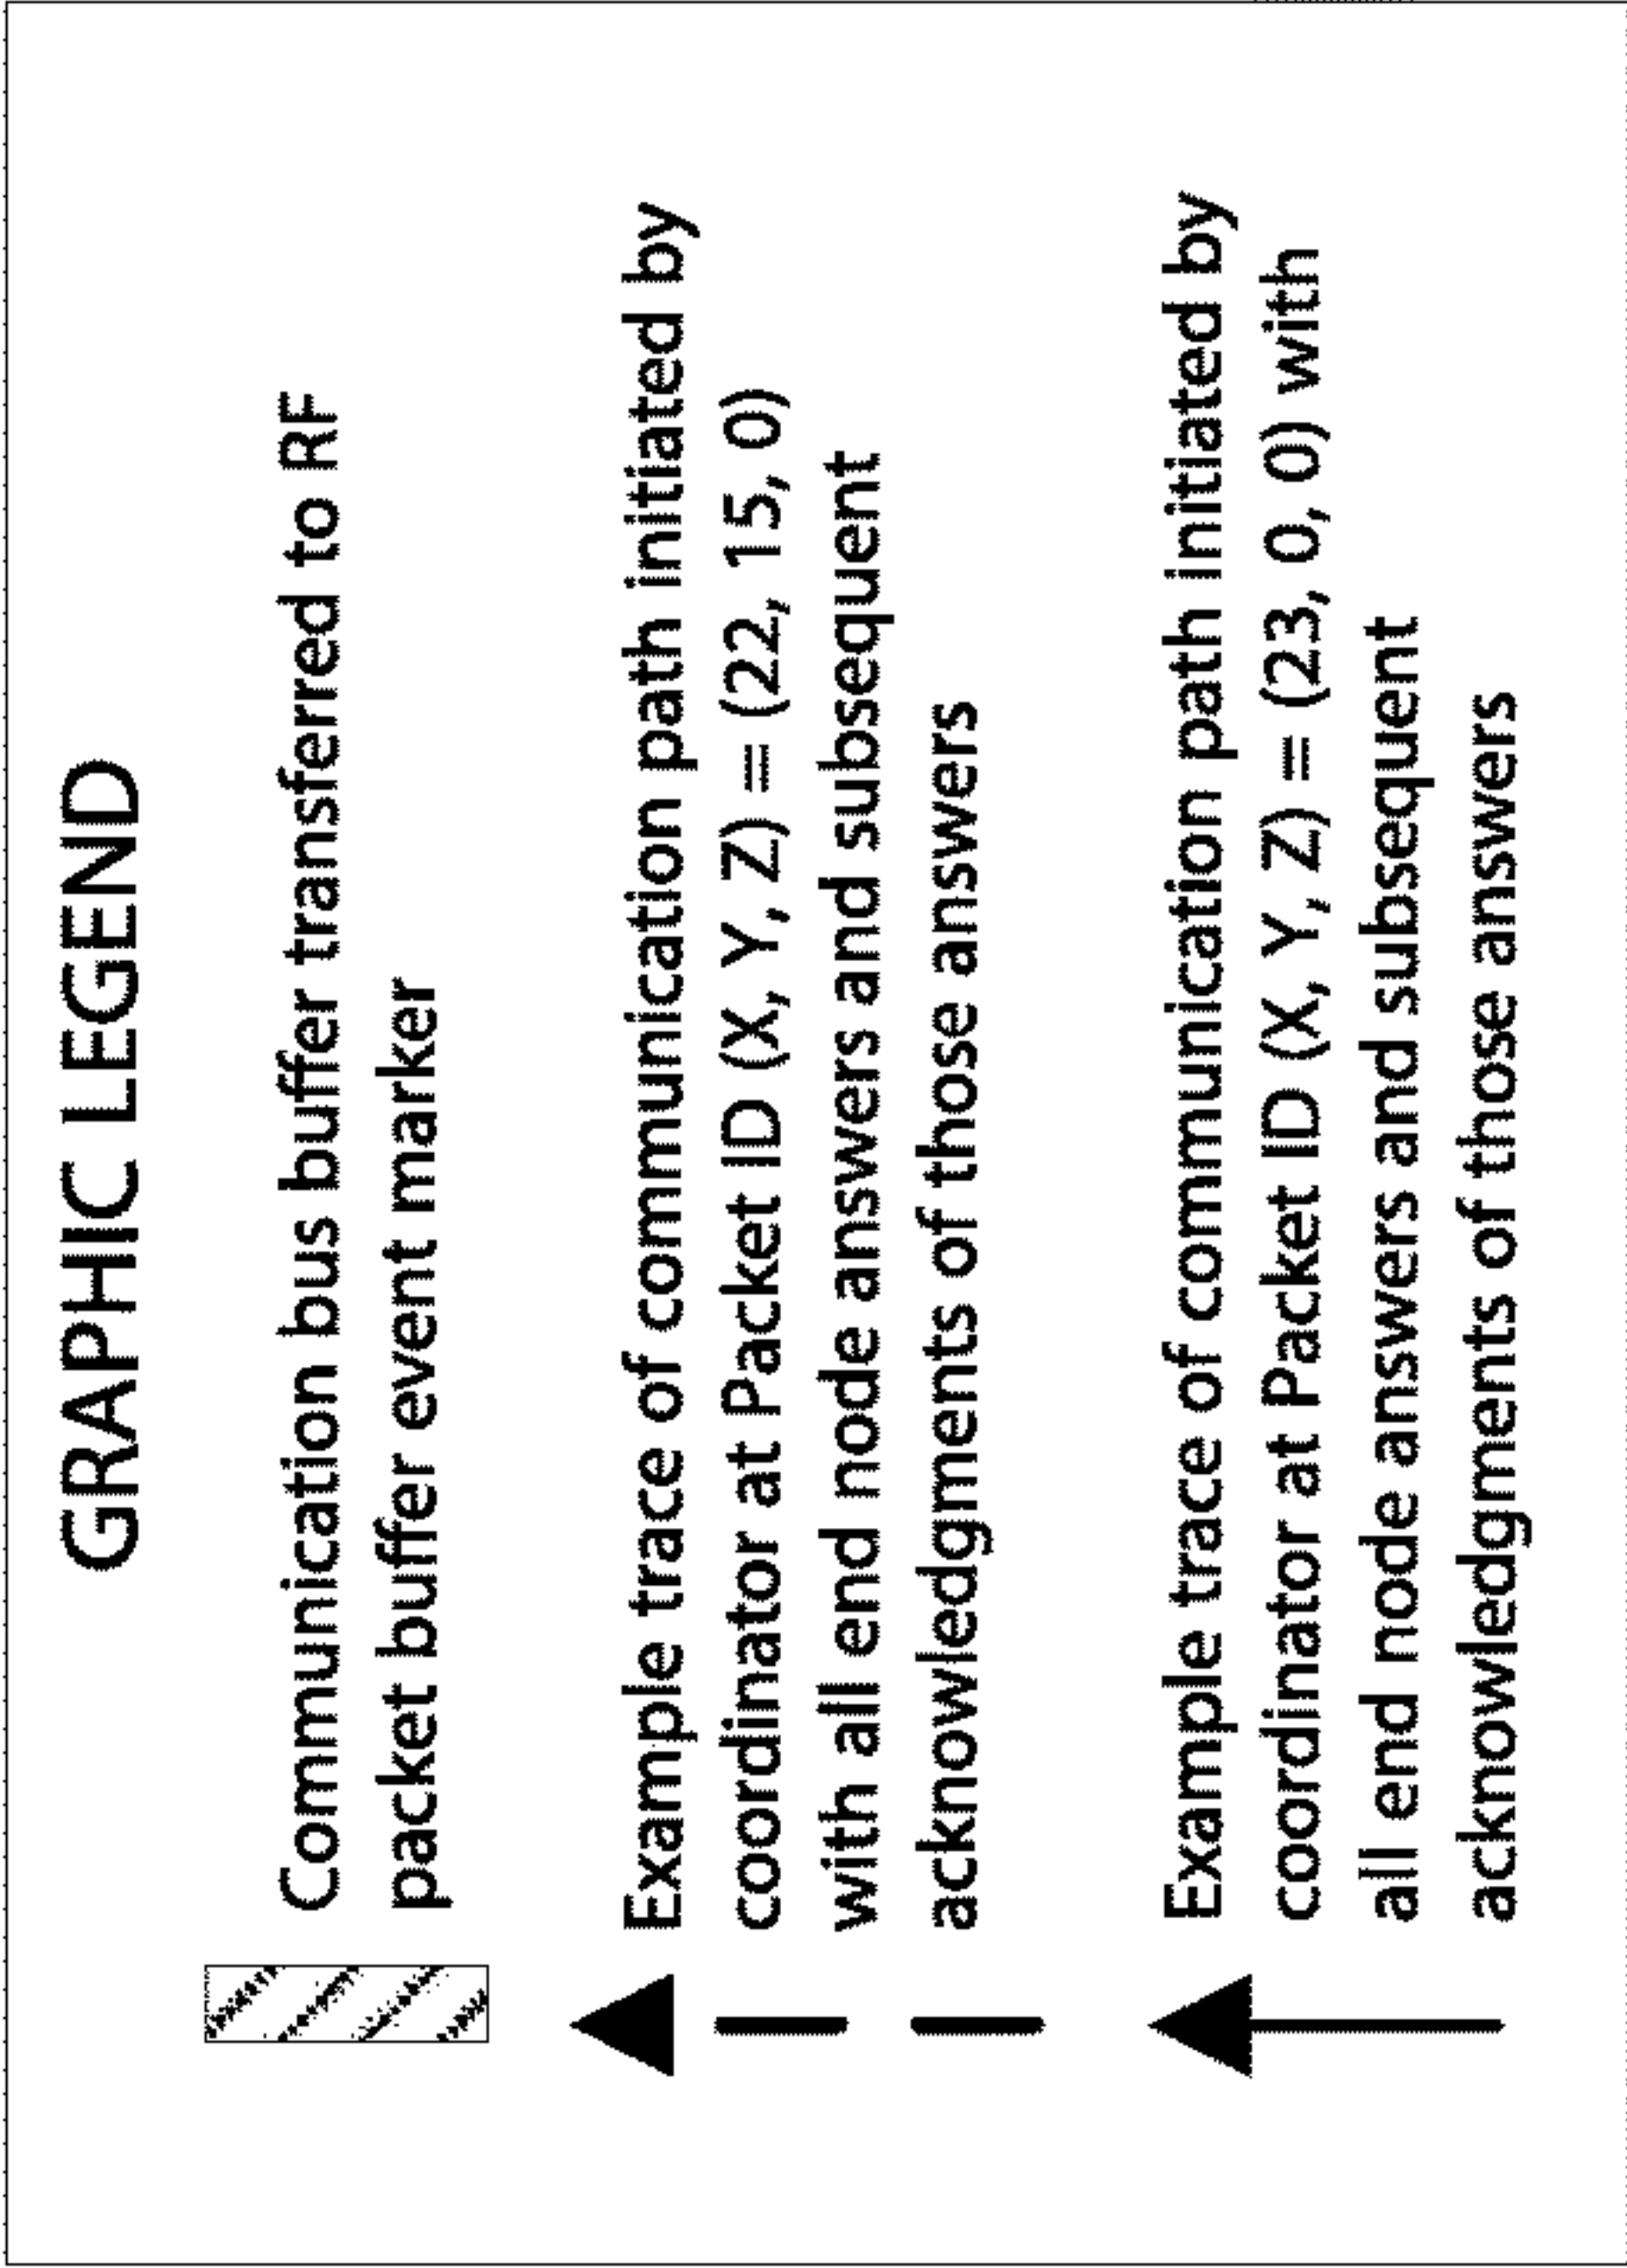 GRAPHIC LEGEND
Communication bus buffer transferred to RF
packet buffer event marker
Example trace of communication path initiated by
coordinator at Packet ID (X, Y, Z) = (22, 15, 0)
with all end node answers and subsequent
acknowledgments of those answers
Example trace of communication path initiated by
coordinator at Packet ID (X, Y, Z) = (23, 0, 0) with
all end node answers and subsequent
acknowledgments of those answers